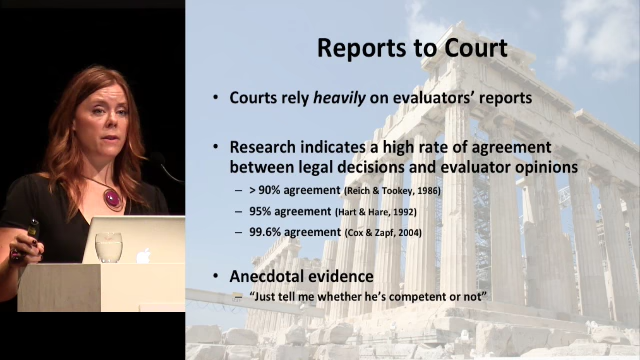 Reports to Court
• Courts rely heavily on evaluators' reports
• Research indicates a high rate of agreement
between legal decisions and evaluator opinions
– > 90% agreement (Reich & Tookey, 1986)
– 95% agreement (Hart & Hare, 1992)
– 99.6% agreement (Cox & Zapf, 2004)
• Anecdotal evidence
– “Just tell me whether he's competent or not”